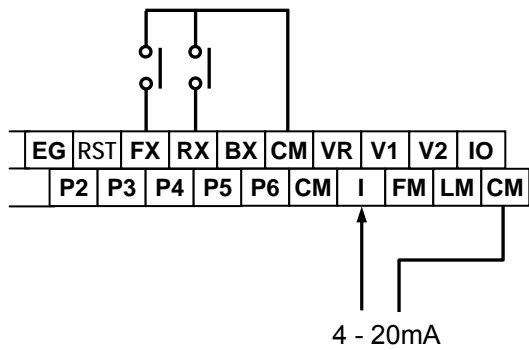 EG RST FX RX BX CM VR V1 V2 IO
P2 P3 P4 P5 P6 CM I FM LM CM
4 - 20mA